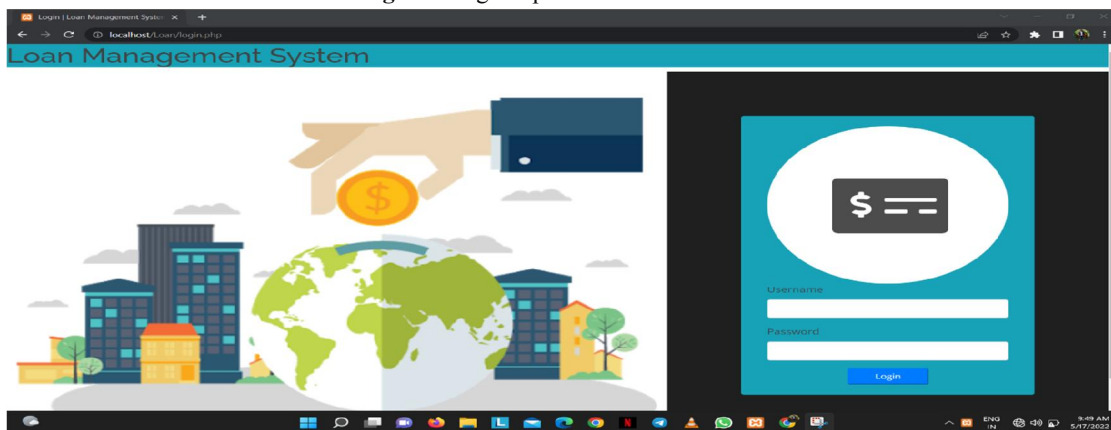 Login | Loan Management System
localhost/Loan/login.php
Loan Management System
$
$
Username
Password
Login
L
N
ENG
IN
9:49 AM
5/17/2022